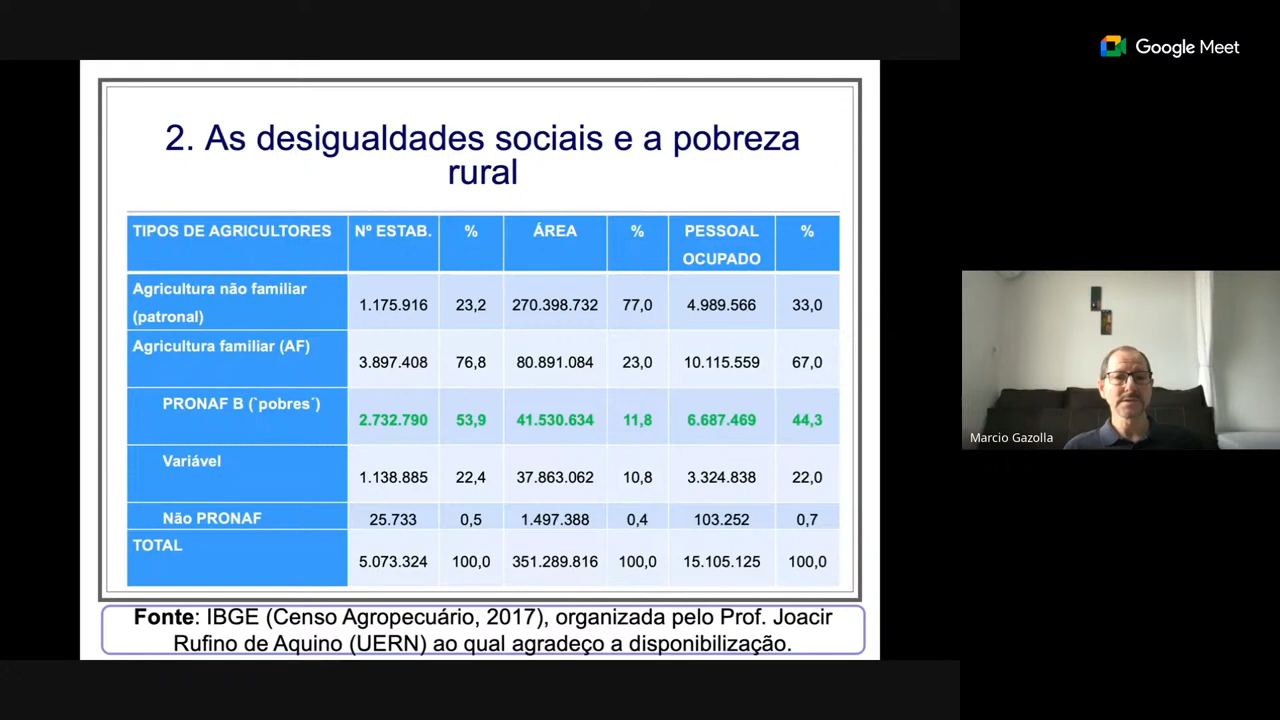 Google Meet
2. As desigualdades sociais e a pobreza
rural
TIPOS DE AGRICULTORES Nº ESTAB. % ÁREA % PESSOAL OCUPADO %
Agricultura não familiar (patronal) 1.175.916 23,2 270.398.732 77,0 4.989.566 33,0
Agricultura familiar (AF) 3.897.408 76,8 80.891.084 23,0 10.115.559 67,0
PRONAF B (`pobres´) 2.732.790 53,9 41.530.634 11,8 6.687.469 44,3
Variável 1.138.885 22,4 37.863.062 10,8 3.324.838 22,0
Não PRONAF 25.733 0,5 1.497.388 0,4 103.252 0,7
TOTAL 5.073.324 100,0 351.289.816 100,0 15.105.125 100,0
Fonte: IBGE (Censo Agropecuário, 2017), organizada pelo Prof. Joacir
Rufino de Aquino (UERN) ao qual agradeço a disponibilização.
Marcio Gazolla